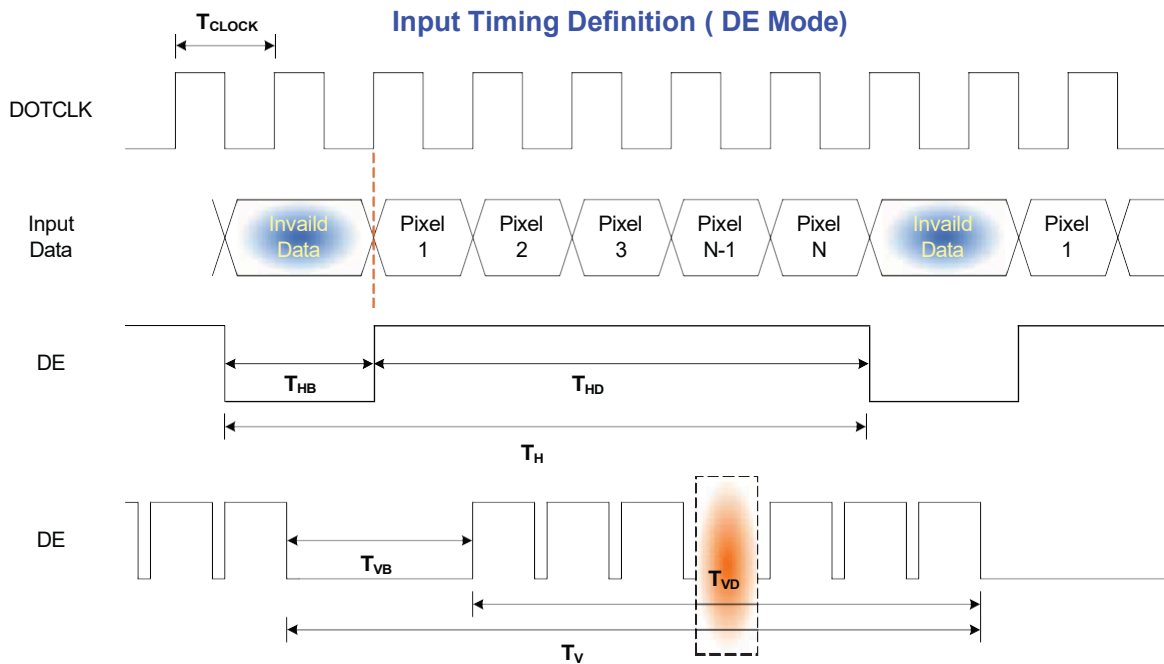 Input Timing Definition ( DE Mode)
TCLOCK
DOTCLK
Input
Data
Invaild
Data
Pixel
1
Pixel
2
Pixel
3
Pixel
N-1
Pixel
N
Invaild
Data
Pixel
1
DE
THB
THD
TH
DE
TVB
TVD
TV